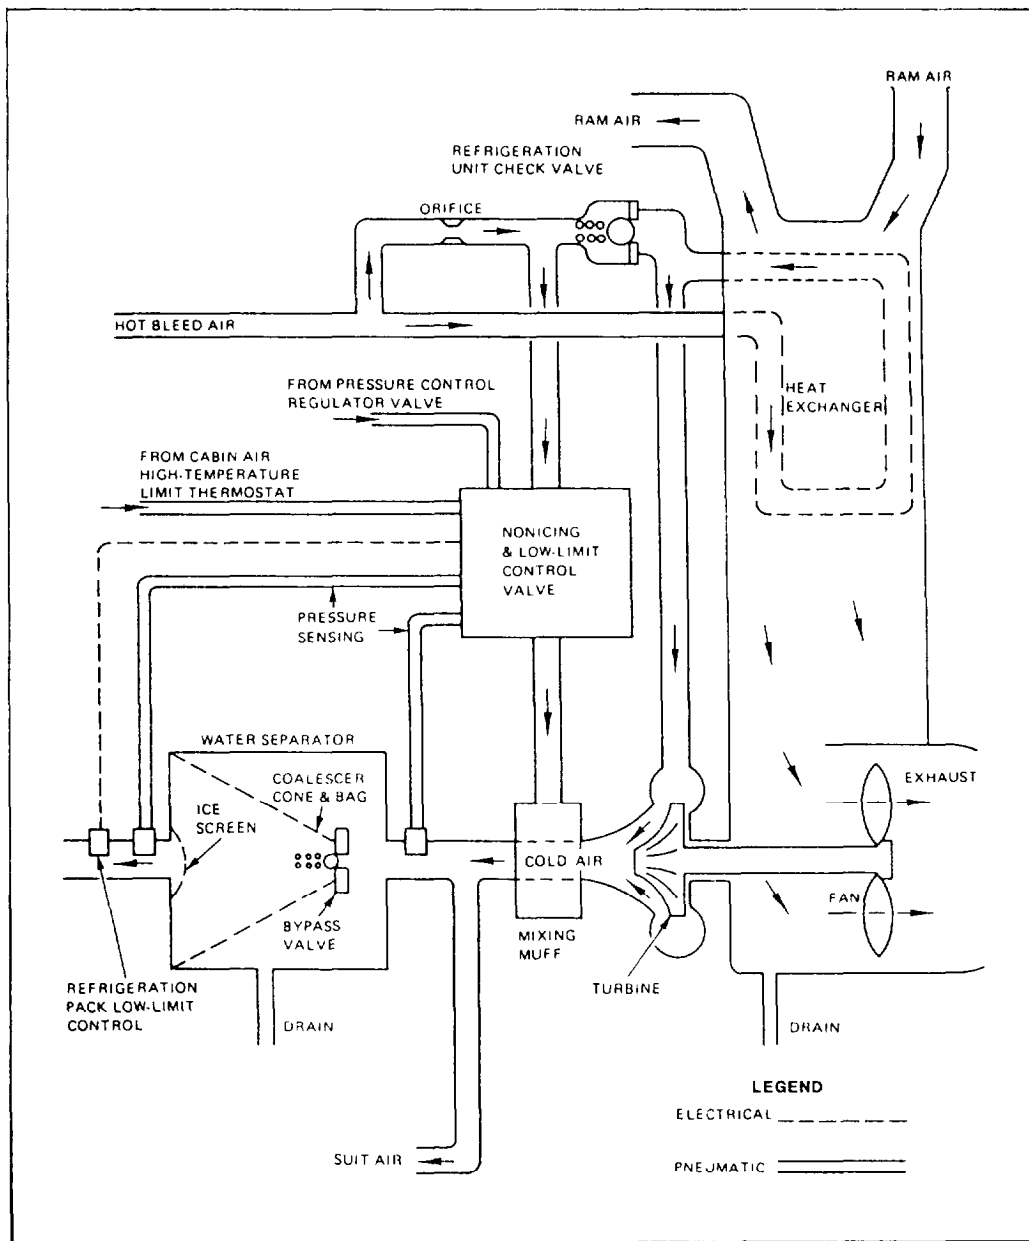 RAM AIR
RAM AIR
REFRIGERATION
UNIT CHECK VALVE
ORIFICE
HOT BLEED AIR
FROM PRESSURE CONTROL
REGULATOR VALVE
HEAT
EXCHANGER
FROM CABIN AIR
HIGH-TEMPERATURE
LIMIT THERMOSTAT
NONICING
& LOW-LIMIT
CONTROL
VALVE
PRESSURE
SENSING
WATER SEPARATOR
COALESCER
CONE & BAG
ICE
SCREEN
EXHAUST
COLD AIR
FAN
BYPASS
VALVE
MIXING
MUFF
TURBINE
REFRIGERATION
PACK LOW-LIMIT
CONTROL
DRAIN
DRAIN
LEGEND
ELECTRICAL
SUIT AIR
PNEUMATIC